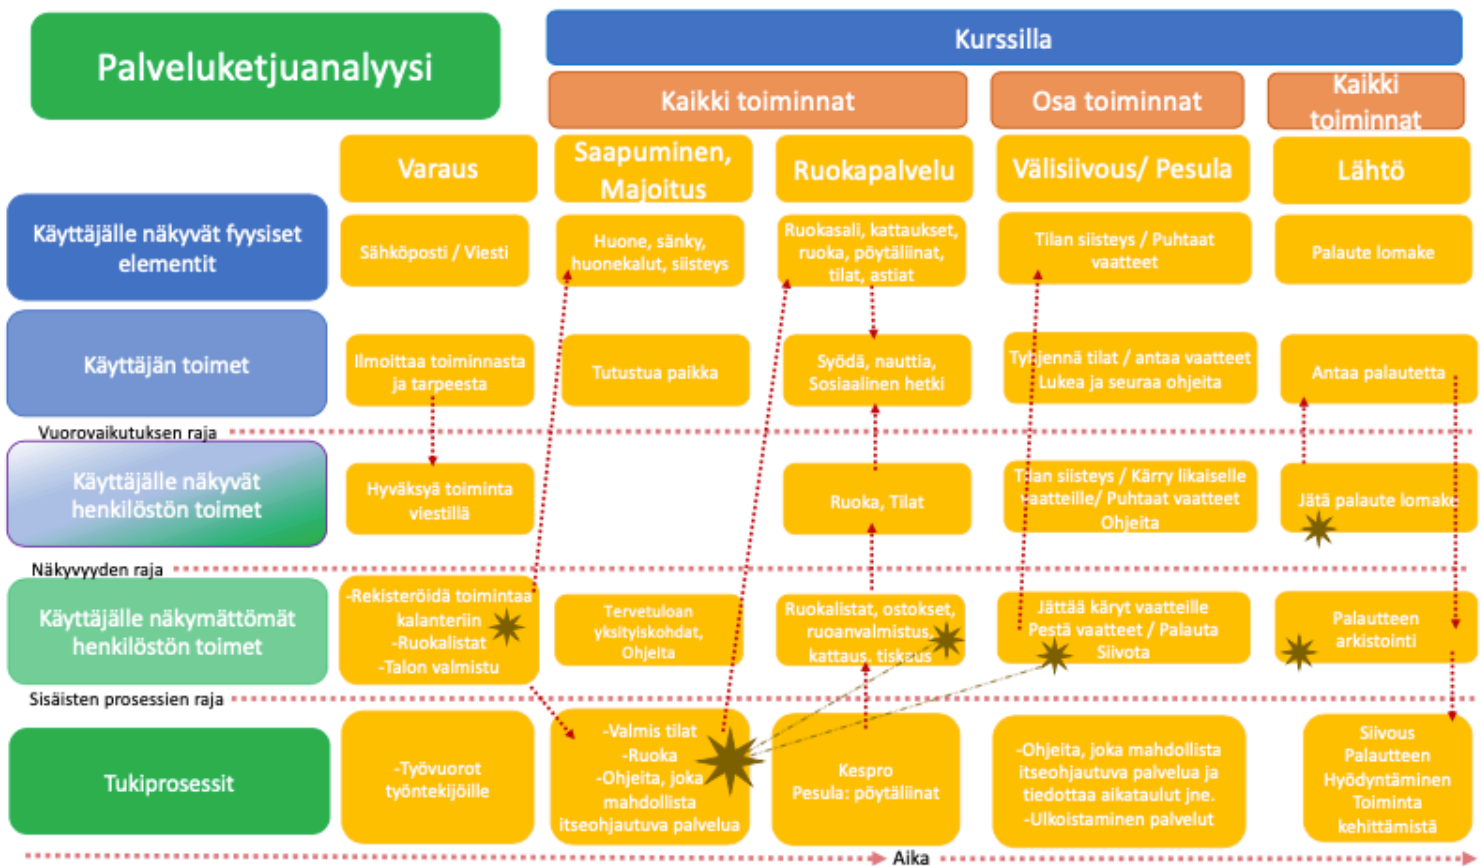 Palveluketjuanalyysi
Kurssilla
Kaikki toiminnat
Osa toiminnat
Kaikki
toiminnat
Varaus
Saapuminen,
Majoitus
Ruokapalvelu
Välisiivous/ Pesula
Lähtö
Käyttäjälle näkyvät fyysiset
elementit
Sähköposti / Viesti
Huone, sänky,
huonekalut, siisteys
Ruokasali, kattaukset,
ruoka, pöytäliinat,
tilat, astiat
Tilan siisteys / Puhtaat
vaatteet
Palaute lomake
Käyttäjän toimet
Ilmoittaa toiminnasta
ja tarpeesta
Tutustua paikka
Syödä, nauttia,
Sosiaalinen hetki
Tyhjennä tilat / antaa vaatteet
Lukea ja seuraa ohjeita
Antaa palautetta
Vuorovaikutuksen raja
Käyttäjälle näkyvät
henkilöstön toimet
Hyväksyä toiminta
viestillä
Ruoka, Tilat
Tilan siisteys / Kärry likaiselle
vaatteille/ Puhtaat vaatteet
Ohjeita
Jätä palaute lomake
Näkyvyyden raja
Käyttäjälle näkymättömät
henkilöstön toimet
-Rekisteröidä toimintaa
kalanteriin
-Ruokalistat
-Talon valmistu
Tervetuloan
yksityiskohdat,
Ohjeita
Ruokalistat, ostokset,
ruoanvalmistus,
kattaus, tiskaus
Jättää käryt vaatteille
Pestä vaatteet / Palauta
Siivota
Palautteen
arkistointi
Sisäisten prosessien raja
Tukiprosessit
-Työvuorot
työntekijöille
-Valmis tilat
-Ruoka
-Ohjeita, joka
mahdollista
itseohjautuva palvelua
Kespro
Pesula: pöytäliinat
-Ohjeita, joka mahdollista
itseohjautuva palvelua ja
tiedottaa aikataulut jne.
-Ulkoistaminen palvelut
Siivous
Palautteen
Hyödyntäminen
Toiminta
kehittämistä
Aika